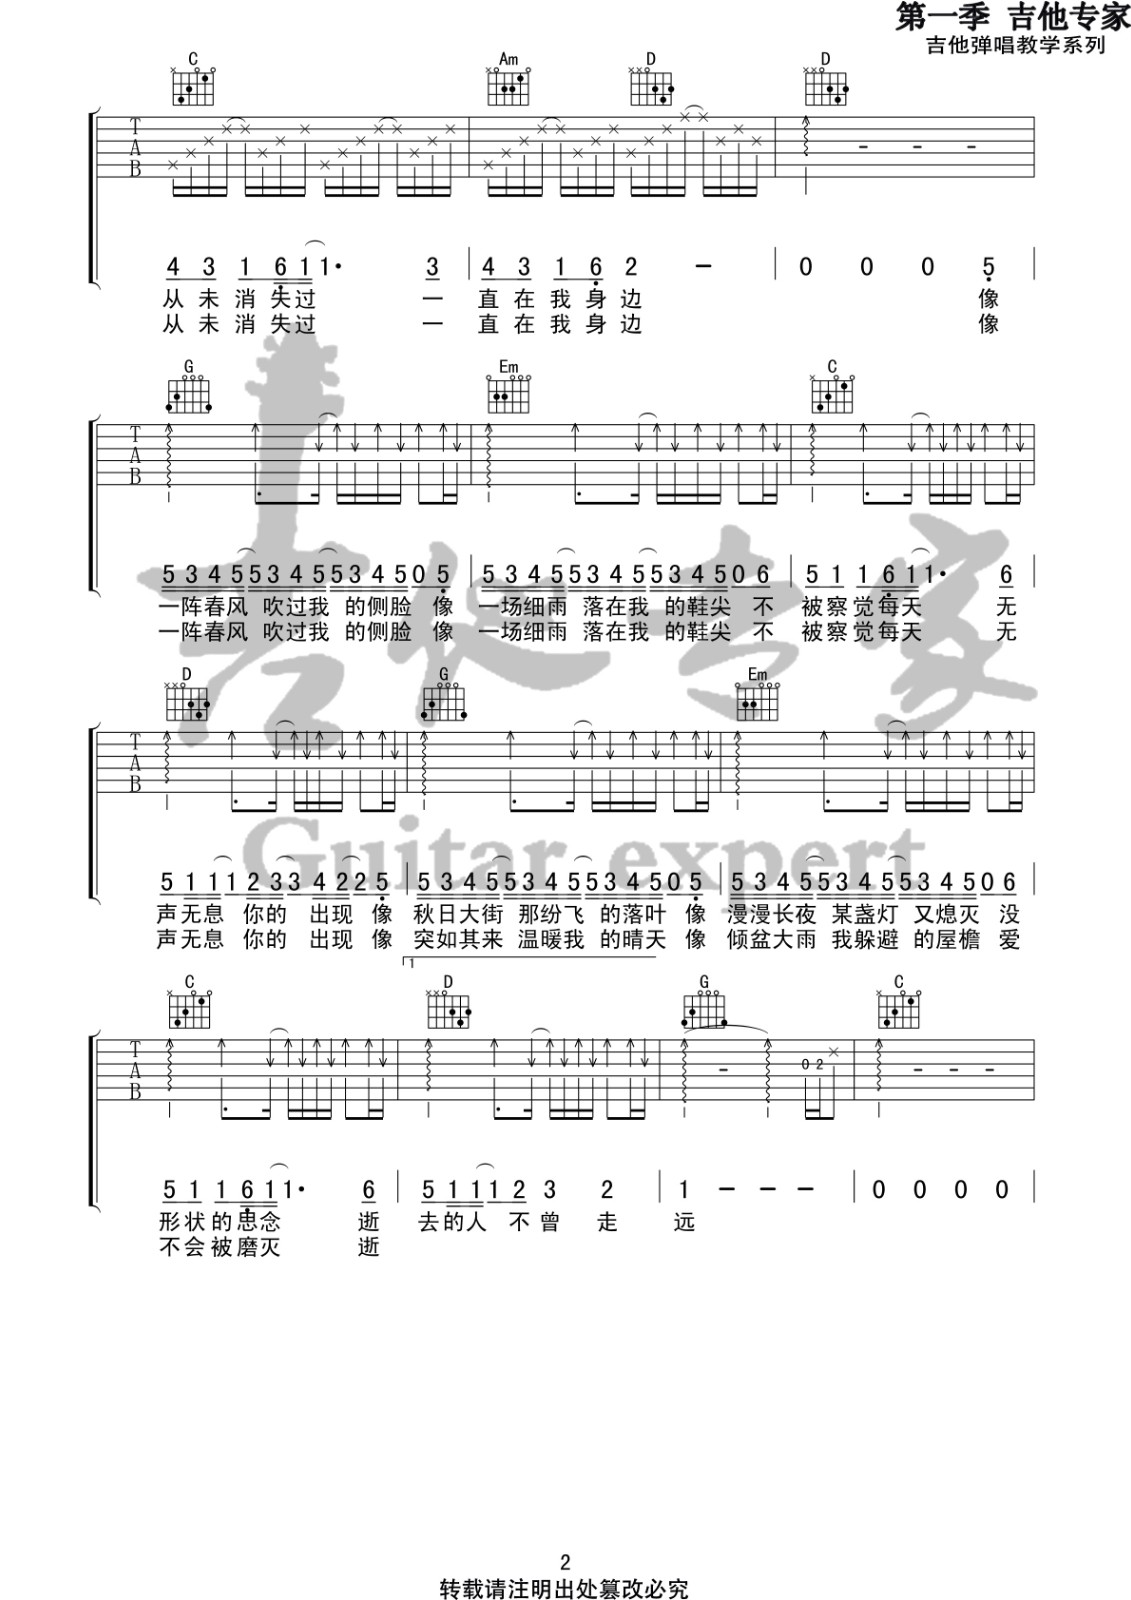 第一季 吉他专家
吉他弹唱教学系列
C Am D D
T
A
B
4 3 1 6 1 1· 3 4 3 1 6 2 - 0 0 0 5
从 未 消 失 过 一 直 在 我 身 边 像
从 未 消 失 过 一 直 在 我 身 边 像
G Em C
T
A
B
5 3 4 5 5 3 4 5 5 3 4 5 0 5 5 3 4 5 5 3 4 5 5 3 4 5 0 6 5 1 1 6 1 1· 6
一阵春风 吹过我 的侧脸 像 一场细雨 落在我 的鞋尖 不 被察觉每天 无
一阵春风 吹过我 的侧脸 像 一场细雨 落在我 的鞋尖 不 被察觉每天 无
吉他专家
D G Em
T
A
B
Guitar expert
5 1 1 1 2 3 3 4 2 2 5 5 3 4 5 5 3 4 5 5 3 4 5 0 5 5 3 4 5 5 3 4 5 5 3 4 5 0 6
声无息 你的 出现 像 秋日大街 那纷飞 的落叶 像 漫漫长夜 某盏灯 又熄灭 没
声无息 你的 出现 像 突如其来 温暖我 的晴天 像 倾盆大雨 我躲避 的屋檐 爱
1
C D G C
T
A
B
0 2
5 1 1 6 1 1· 6 5 1 1 1 2 3 2 1 - - - 0 0 0 0
形状的思念 逝 去的人 不 曾 走 远
不会被磨灭 逝
2
转载请注明出处篡改必究